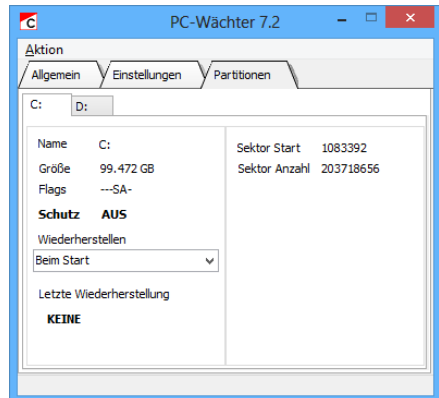 C PC-Wächter 7.2
Aktion
Allgemein Einstellungen Partitionen
C: D:
Name C:
Größe 99.472 GB
Flags ---SA-
Schutz AUS
Wiederherstellen
Beim Start
Letzte Wiederherstellung
KEINE
Sektor Start 1083392
Sektor Anzahl 203718656